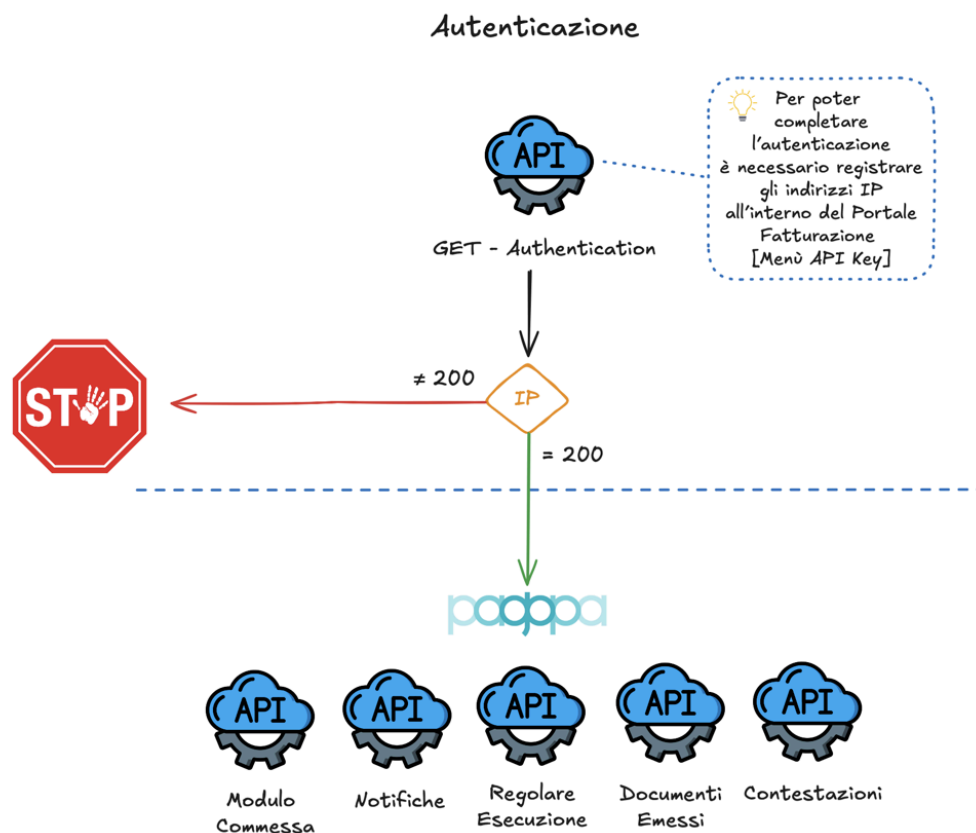 Autenticazione
Per poter
completare
l'autenticazione
è necessario registrare
gli indirizzi IP
all'interno del Portale
Fatturazione
[Menù API Key]
API
GET - Authentication
≠ 200
IP
STOP
= 200
pagopa
API
API
API
API
API
Modulo
Commessa
Notifiche
Regolare
Esecuzione
Documenti
Emessi
Contestazioni